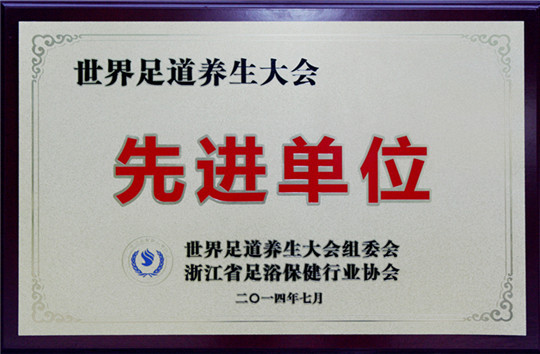 世界足道养生大会
先进单位
世界足道养生大会组委会
浙江省足浴保健行业协会
二〇一四年七月